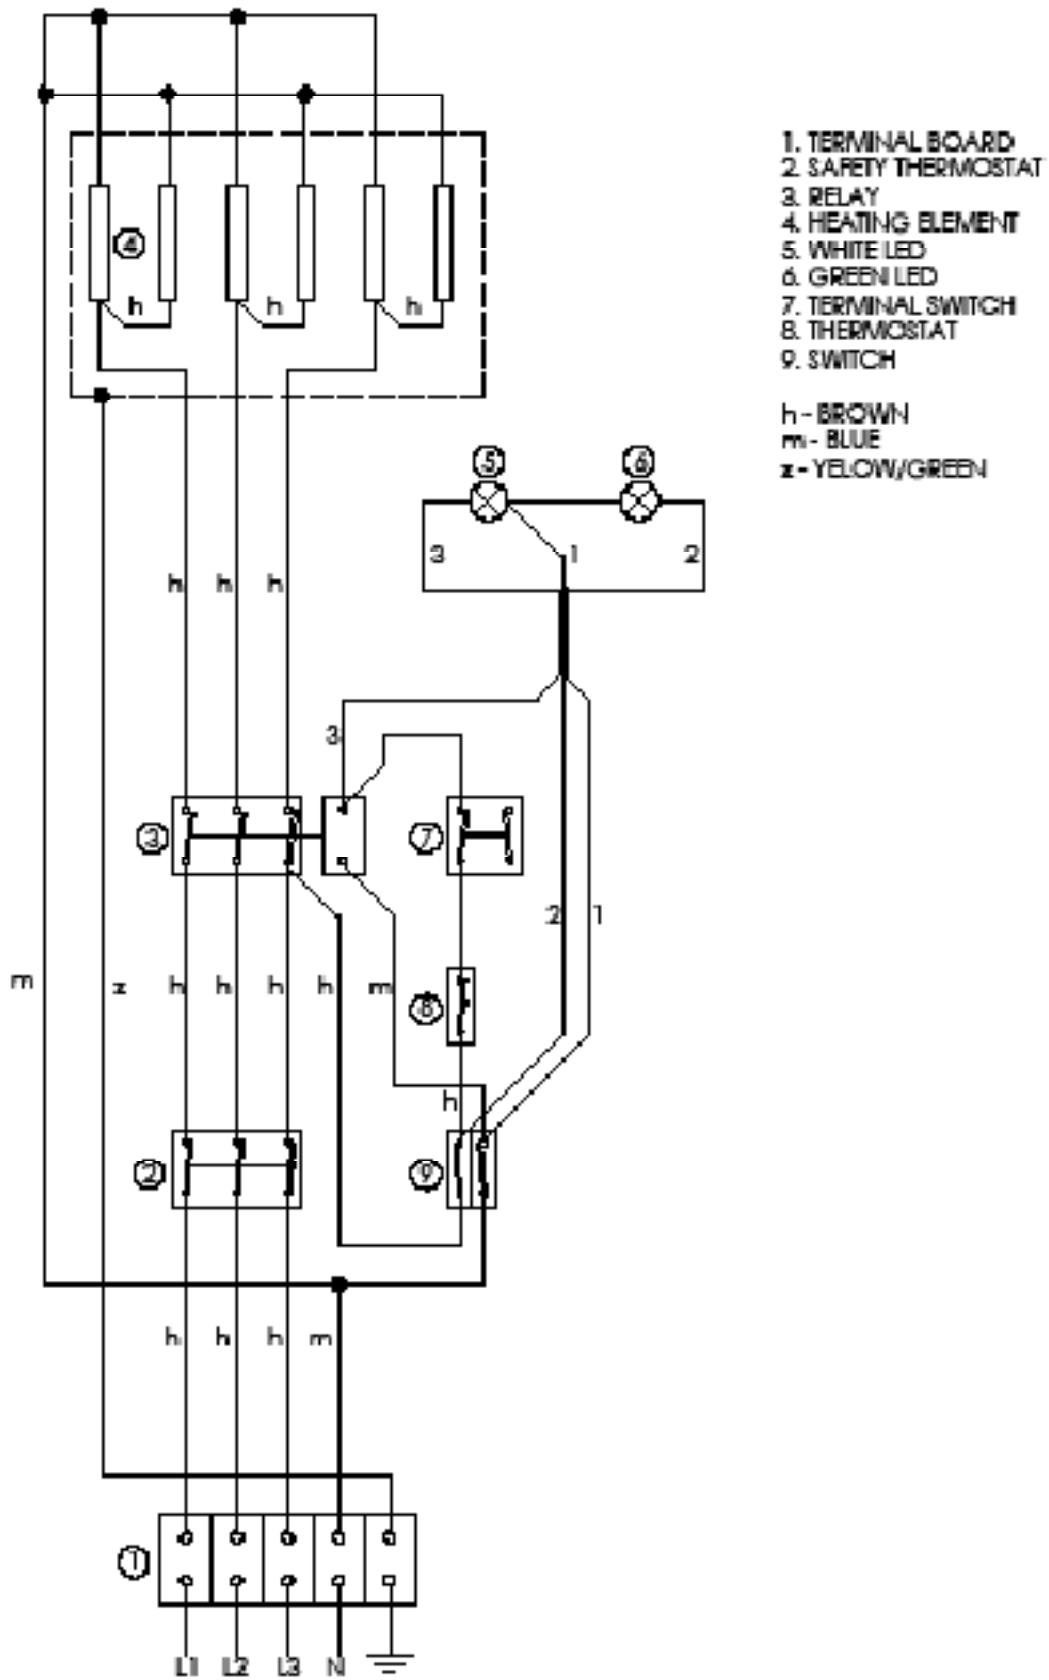 1. TERMINAL BOARD
2. SAFETY THERMOSTAT
3. RELAY
4. HEATING ELEMENT
5. WHITE LED
6. GREEN LED
7. TERMINAL SWITCH
8. THERMOSTAT
9. SWITCH
h - BROWN
m - BLUE
z - YELOW/GREEN
4
h h h
5 6
3 1 2
h h h
3
3 7
2 1
m z h h h h m 8
h
2 9
h h h m
1
L1 L2 L3 N